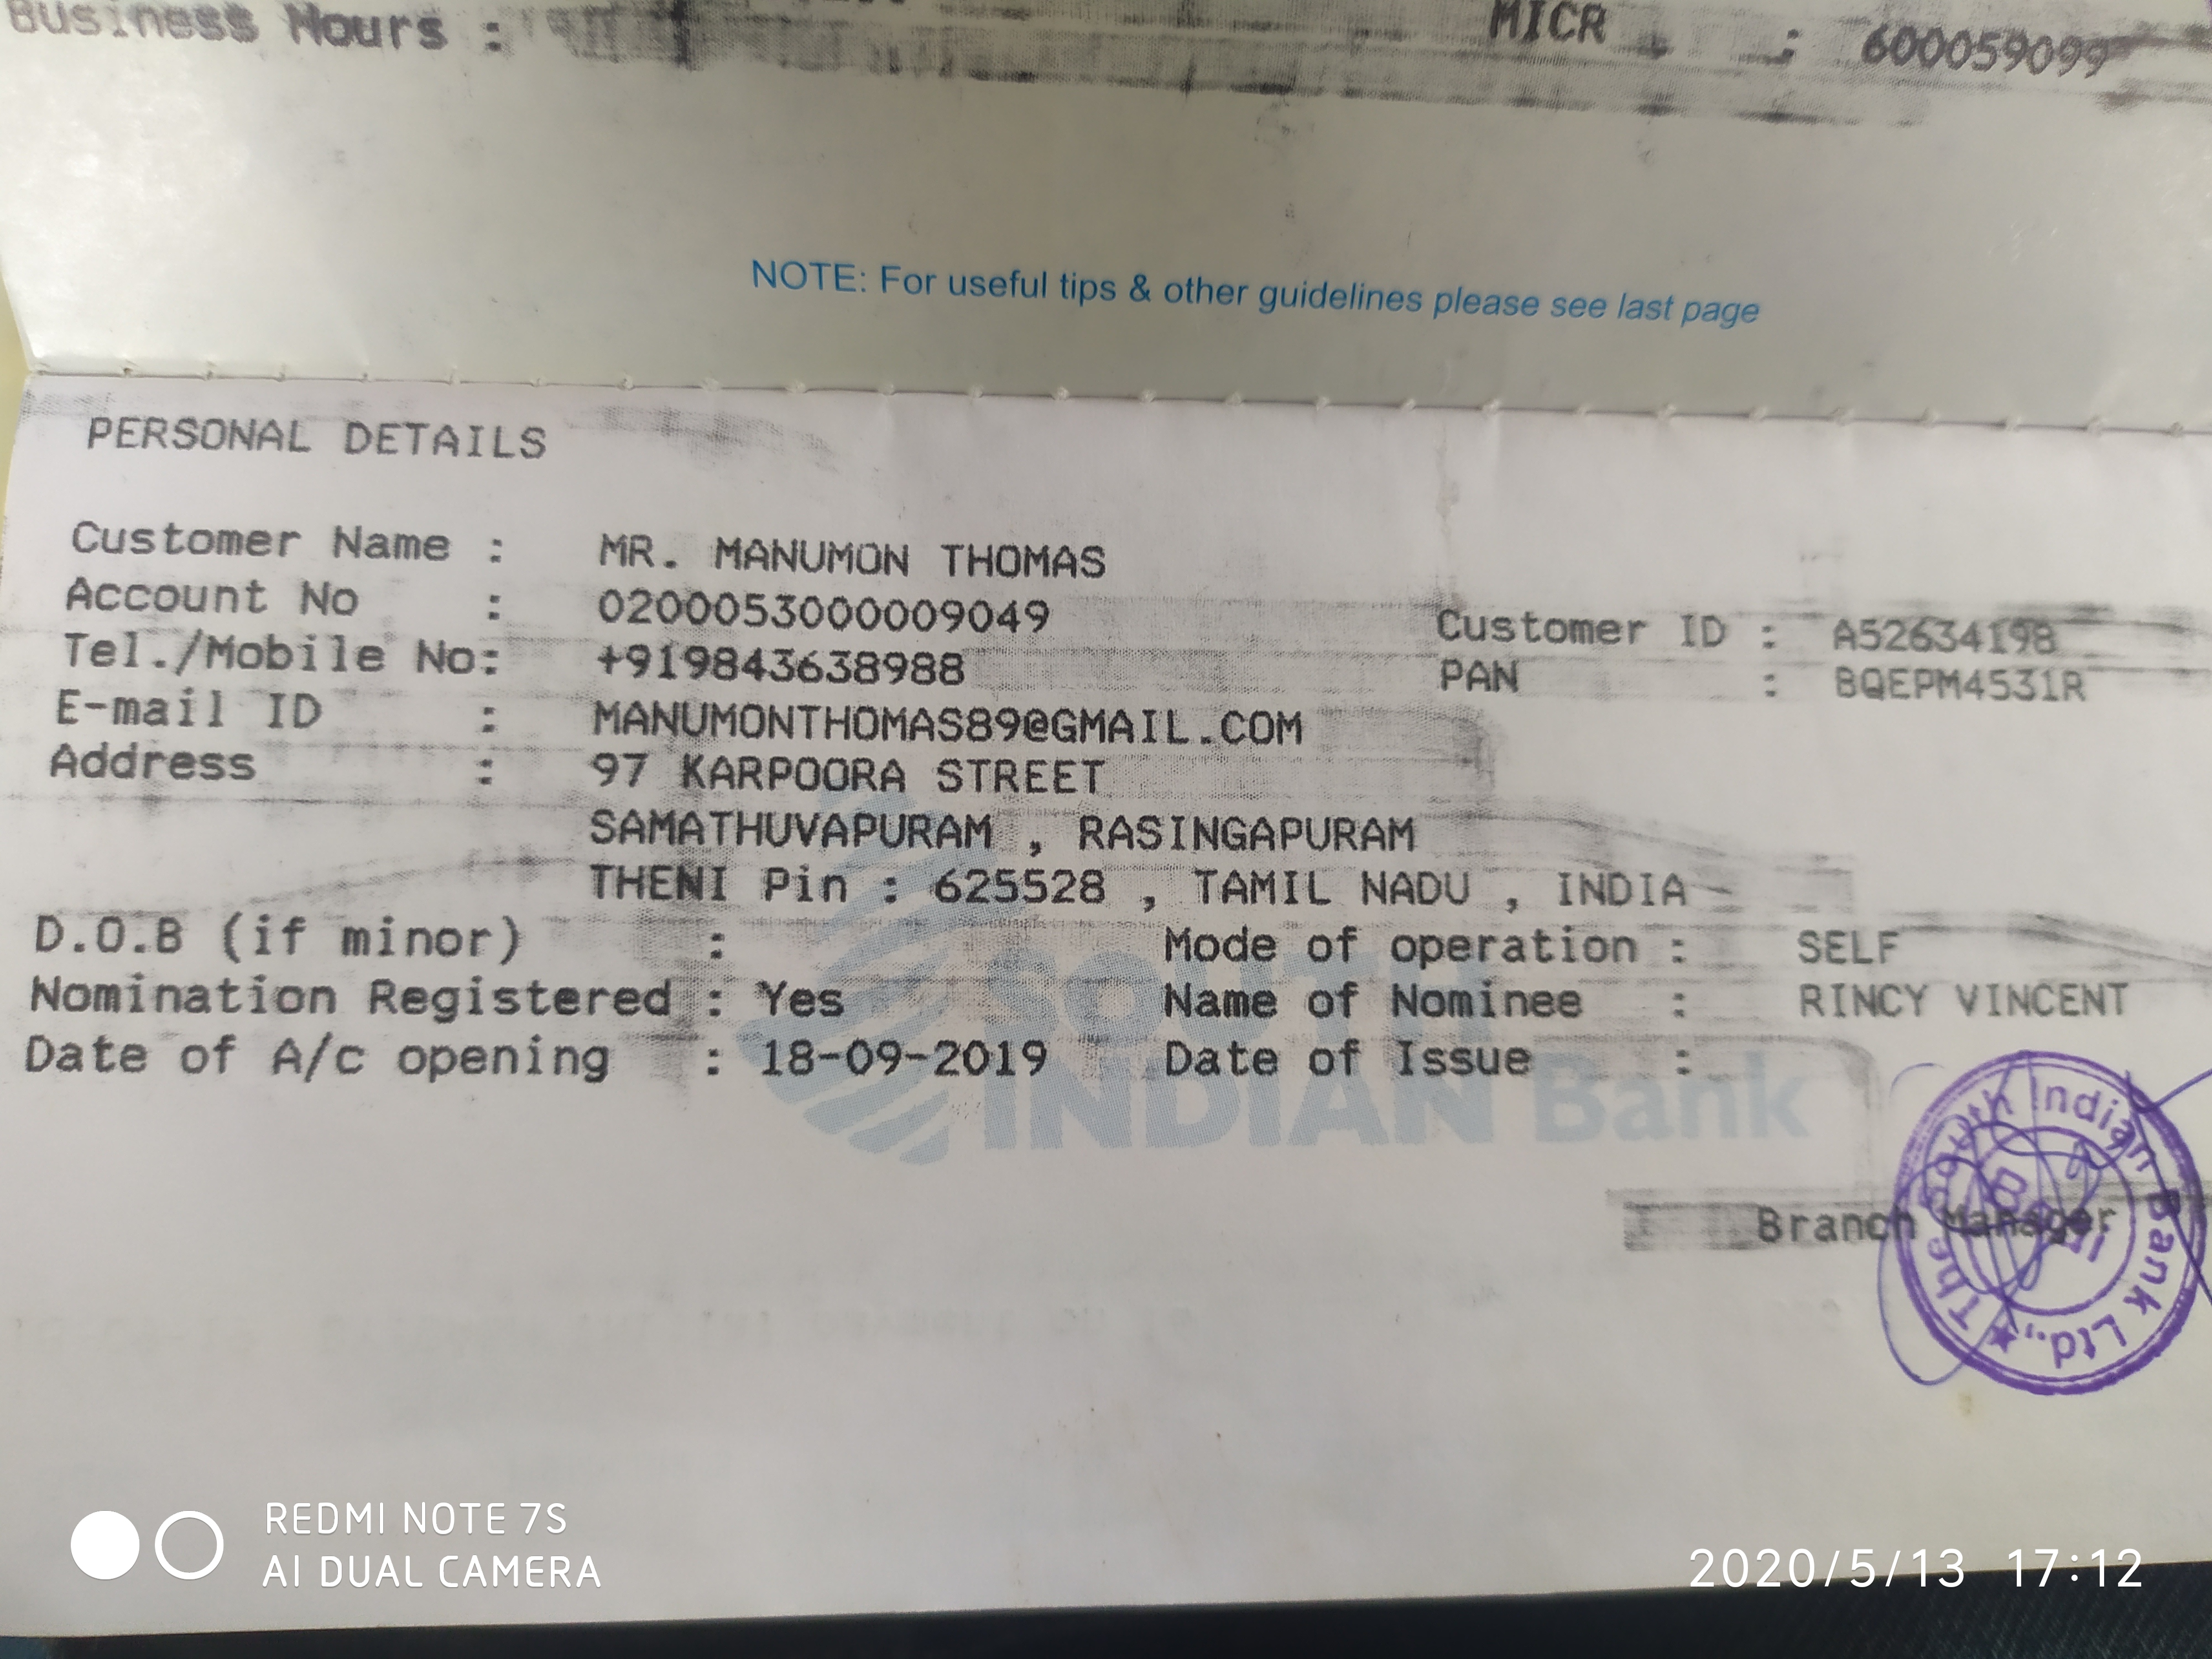 Business Hours :
MICR : 600059099
NOTE: For useful tips & other guidelines please see last page
PERSONAL DETAILS
Customer Name : MR. MANUMON THOMAS
Account No : 0200053000009049 Customer ID : A52634198
Tel./Mobile No: +919843638988 PAN : BQEPM4531R
E-mail ID : MANUMONTHOMAS89@GMAIL.COM
Address : 97 KARPOORA STREET
SAMATHUVAPURAM , RASINGAPURAM
THENI Pin : 625528 , TAMIL NADU , INDIA
D.O.B (if minor) : Mode of operation : SELF
Nomination Registered : Yes Name of Nominee : RINCY VINCENT
Date of A/c opening : 18-09-2019 Date of Issue :
SOUTH
INDIAN Bank
Branch Manager
The South Indian Bank Ltd.,
REDMI NOTE 7S
AI DUAL CAMERA
2020/5/13 17:12